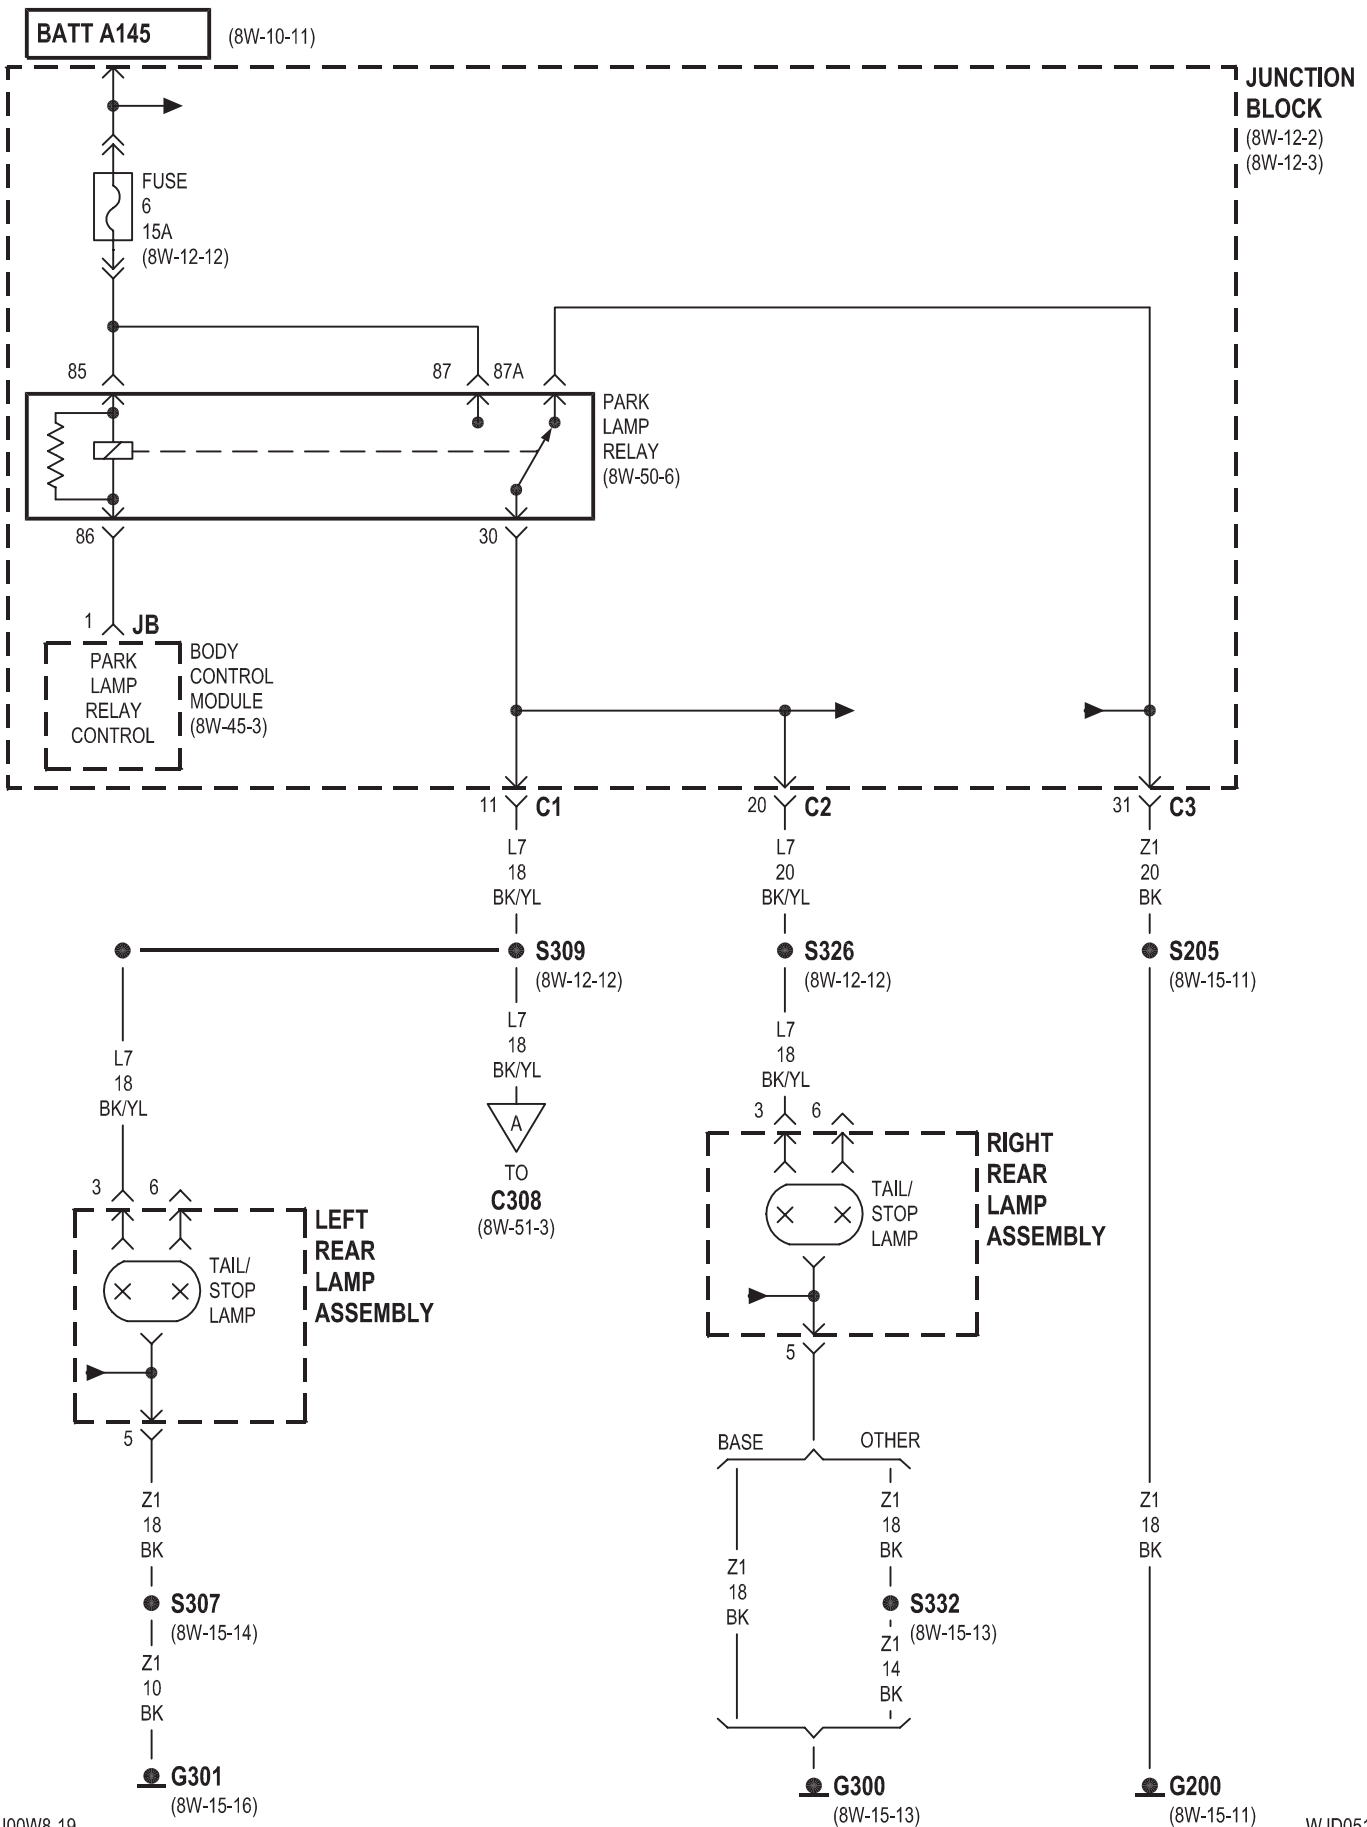 BATT A145
(8W-10-11)
JUNCTION
BLOCK
(8W-12-2)
(8W-12-3)
FUSE
6
15A
(8W-12-12)
85
87
87A
PARK
LAMP
RELAY
(8W-50-6)
86
30
1
JB
PARK
LAMP
RELAY
CONTROL
BODY
CONTROL
MODULE
(8W-45-3)
11
C1
20
C2
31
C3
L7
18
BK/YL
L7
20
BK/YL
Z1
20
BK
S309
(8W-12-12)
S326
(8W-12-12)
S205
(8W-15-11)
L7
18
BK/YL
L7
18
BK/YL
L7
18
BK/YL
A
TO
C308
(8W-51-3)
3
6
RIGHT
REAR
LAMP
ASSEMBLY
TAIL/
STOP
LAMP
3
6
LEFT
REAR
LAMP
ASSEMBLY
TAIL/
STOP
LAMP
5
5
BASE
OTHER
Z1
18
BK
Z1
18
BK
Z1
18
BK
Z1
18
BK
S307
(8W-15-14)
S332
(8W-15-13)
Z1
10
BK
Z1
14
BK
G301
(8W-15-16)
G300
(8W-15-13)
G200
(8W-15-11)